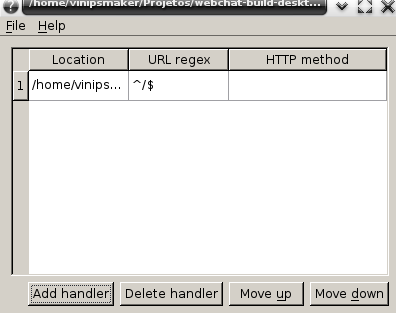 /home/vinipsmaker/Projetos/webchat-build-deskt...
File Help
Location URL regex HTTP method
1 /home/vinips... ^/$
Add handler Delete handler Move up Move down